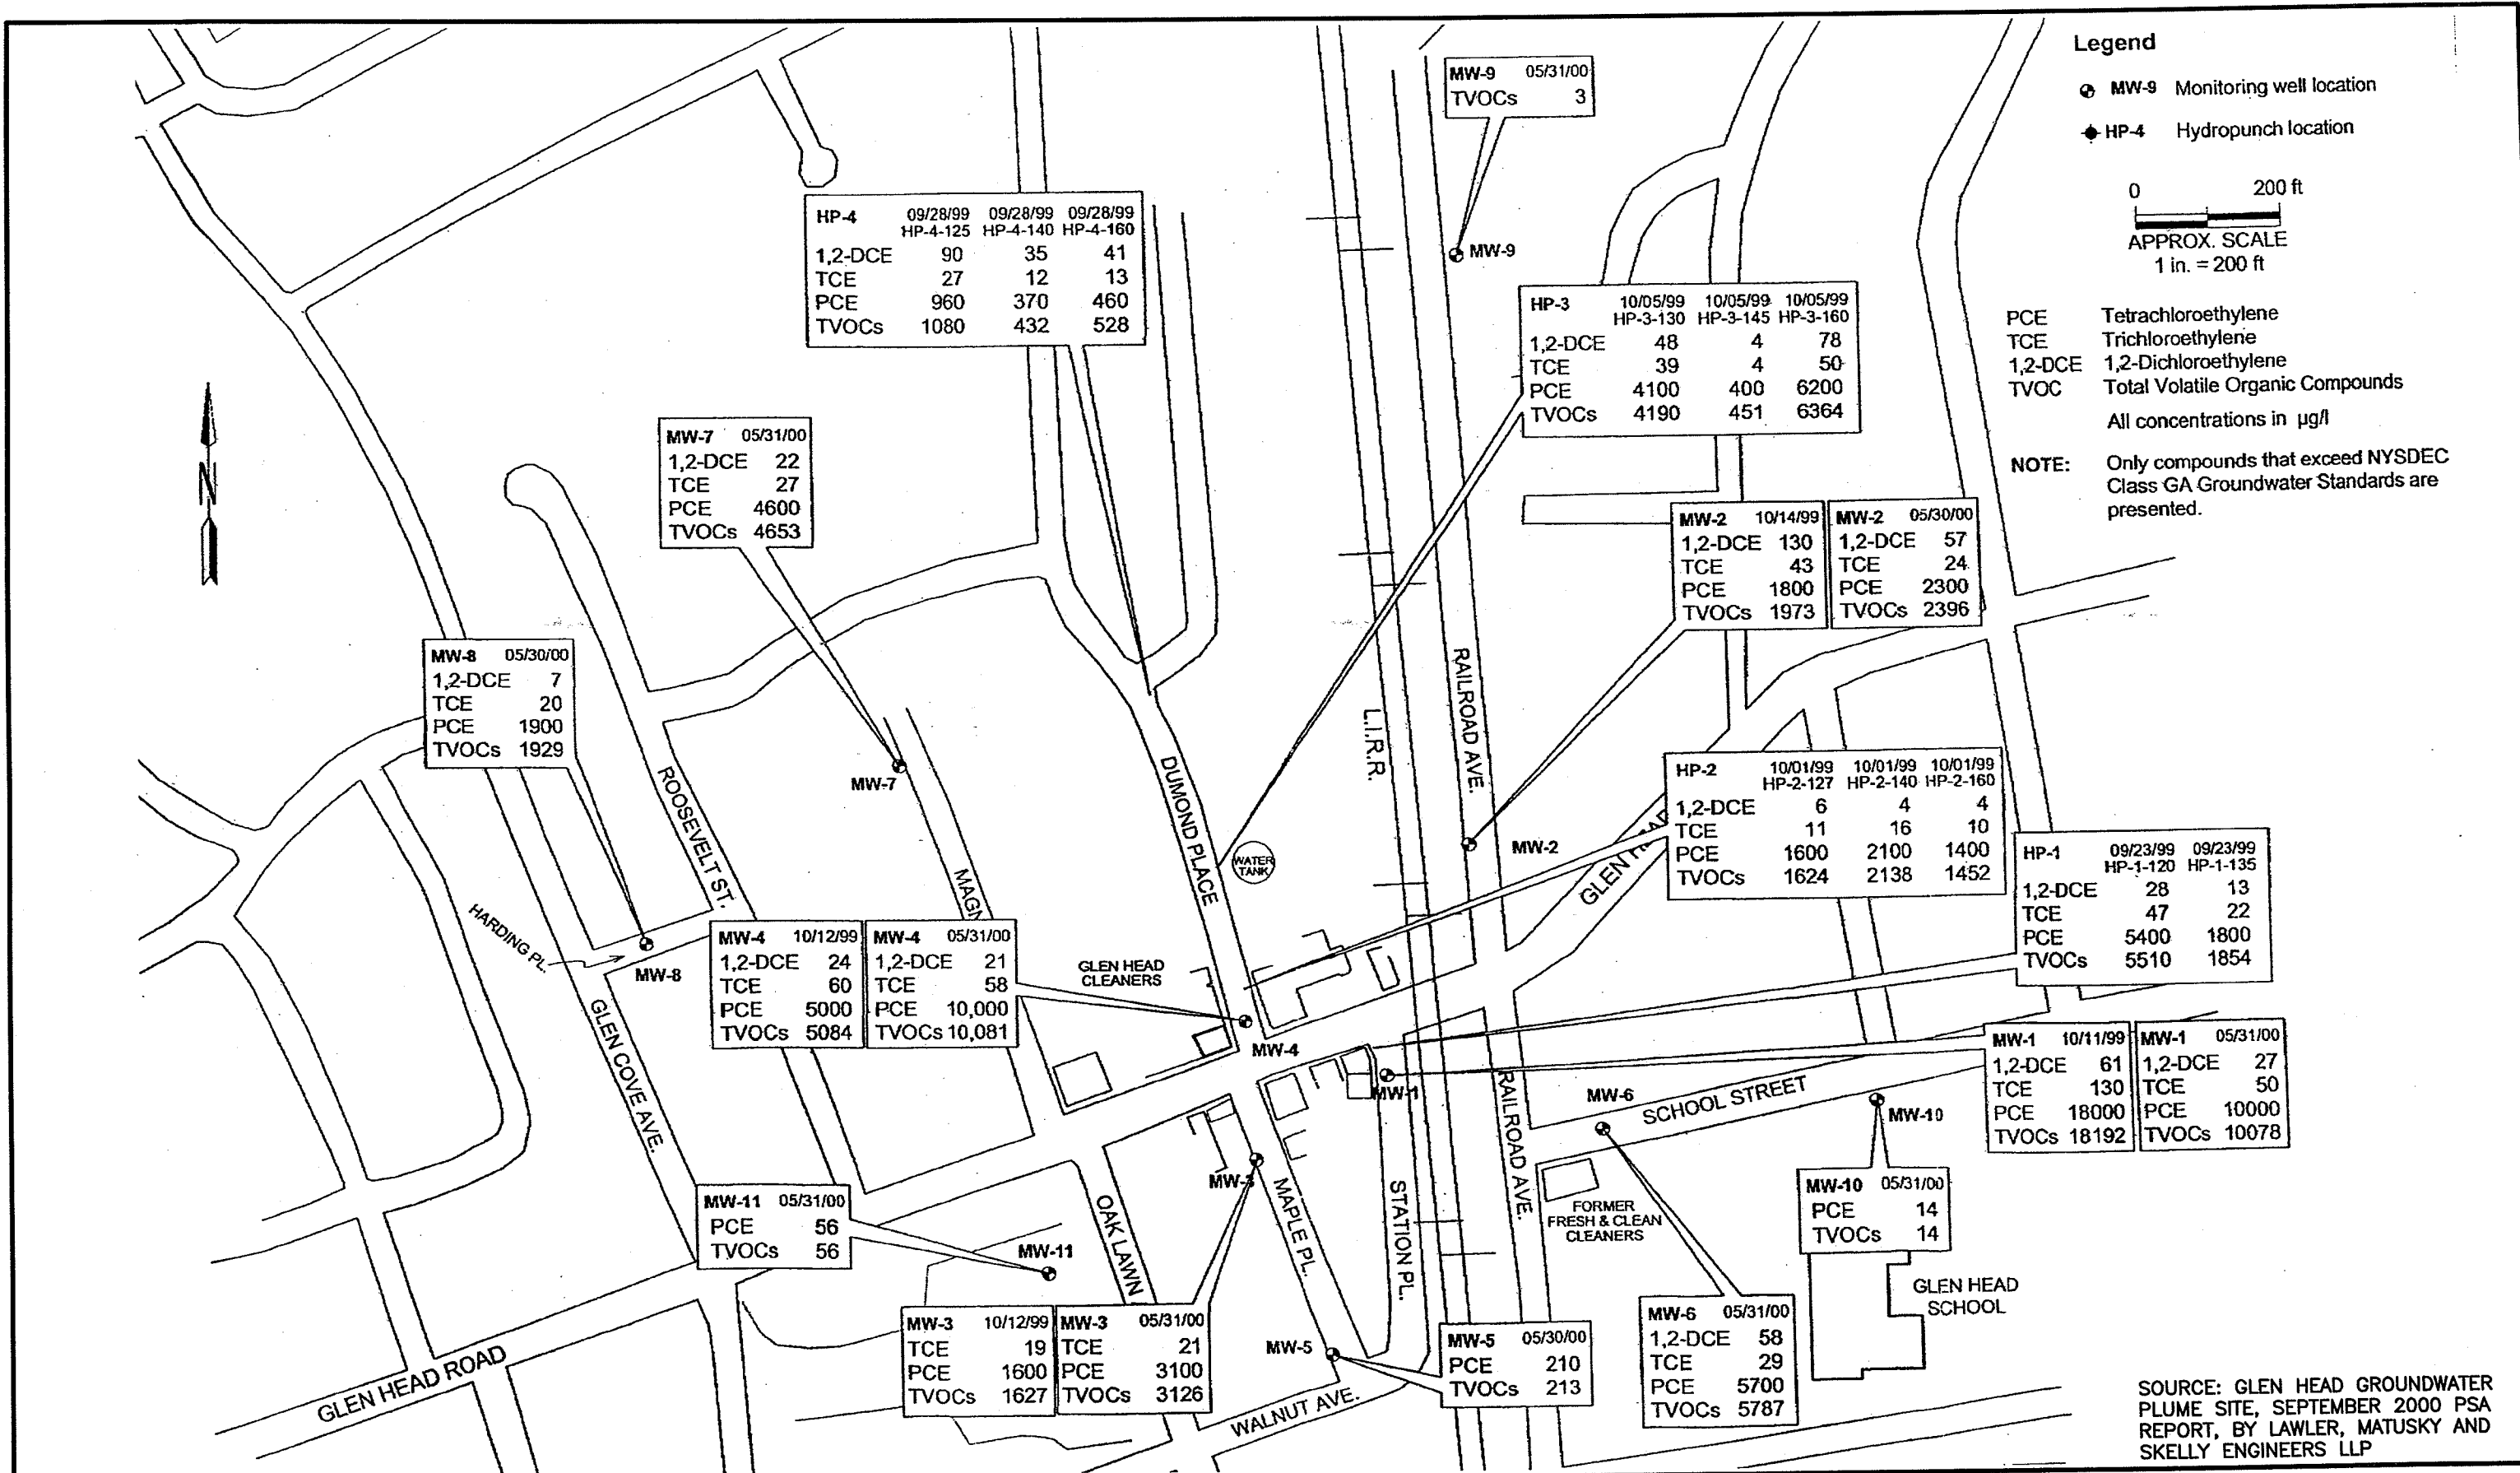 Legend
MW-9 Monitoring well location
HP-4 Hydropunch location
0 200 ft
APPROX. SCALE
1 in. = 200 ft
PCE Tetrachloroethylene
TCE Trichloroethylene
1,2-DCE 1,2-Dichloroethylene
TVOC Total Volatile Organic Compounds
All concentrations in µg/l
NOTE: Only compounds that exceed NYSDEC
Class GA Groundwater Standards are
presented.
MW-9 05/31/00
TVOCs 3
MW-9
HP-4 09/28/99 09/28/99 09/28/99
HP-4-125 HP-4-140 HP-4-160
1,2-DCE 90 35 41
TCE 27 12 13
PCE 960 370 460
TVOCs 1080 432 528
HP-3 10/05/99 10/05/99 10/05/99
HP-3-130 HP-3-145 HP-3-160
1,2-DCE 48 4 78
TCE 39 4 50
PCE 4100 400 6200
TVOCs 4190 451 6364
N
MW-7 05/31/00
1,2-DCE 22
TCE 27
PCE 4600
TVOCs 4653
MW-2 10/14/99
1,2-DCE 130
TCE 43
PCE 1800
TVOCs 1973
MW-2 05/30/00
1,2-DCE 57
TCE 24
PCE 2300
TVOCs 2396
MW-8 05/30/00
1,2-DCE 7
TCE 20
PCE 1900
TVOCs 1929
MW-7
ROOSEVELT ST.
MAGN
DUMOND PLACE
WATER
TANK
L.I.R.R.
RAILROAD AVE.
MW-2
GLEN HEAD
HP-2 10/01/99 10/01/99 10/01/99
HP-2-127 HP-2-140 HP-2-160
1,2-DCE 6 4 4
TCE 11 16 10
PCE 1600 2100 1400
TVOCs 1624 2138 1452
HP-1 09/23/99 09/23/99
HP-1-120 HP-1-135
1,2-DCE 28 13
TCE 47 22
PCE 5400 1800
TVOCs 5510 1854
HARDING PL.
MW-8
GLEN COVE AVE.
MW-4 10/12/99
1,2-DCE 24
TCE 60
PCE 5000
TVOCs 5084
MW-4 05/31/00
1,2-DCE 21
TCE 58
PCE 10,000
TVOCs 10,081
GLEN HEAD
CLEANERS
MW-4
MW-1
MW-1 10/11/99
1,2-DCE 61
TCE 130
PCE 18000
TVOCs 18192
MW-1 05/31/00
1,2-DCE 27
TCE 50
PCE 10000
TVOCs 10078
MW-6
SCHOOL STREET
MW-10
RAILROAD AVE.
MW-11 05/31/00
PCE 56
TVOCs 56
MW-11
OAK LAWN
MW-3
MAPLE PL.
STATION PL.
FORMER
FRESH & CLEAN
CLEANERS
MW-10 05/31/00
PCE 14
TVOCs 14
GLEN HEAD
SCHOOL
MW-3 10/12/99
TCE 19
PCE 1600
TVOCs 1627
MW-3 05/31/00
TCE 21
PCE 3100
TVOCs 3126
MW-5
MW-5 05/30/00
PCE 210
TVOCs 213
MW-6 05/31/00
1,2-DCE 58
TCE 29
PCE 5700
TVOCs 5787
GLEN HEAD ROAD
WALNUT AVE.
SOURCE: GLEN HEAD GROUNDWATER
PLUME SITE, SEPTEMBER 2000 PSA
REPORT, BY LAWLER, MATUSKY AND
SKELLY ENGINEERS LLP